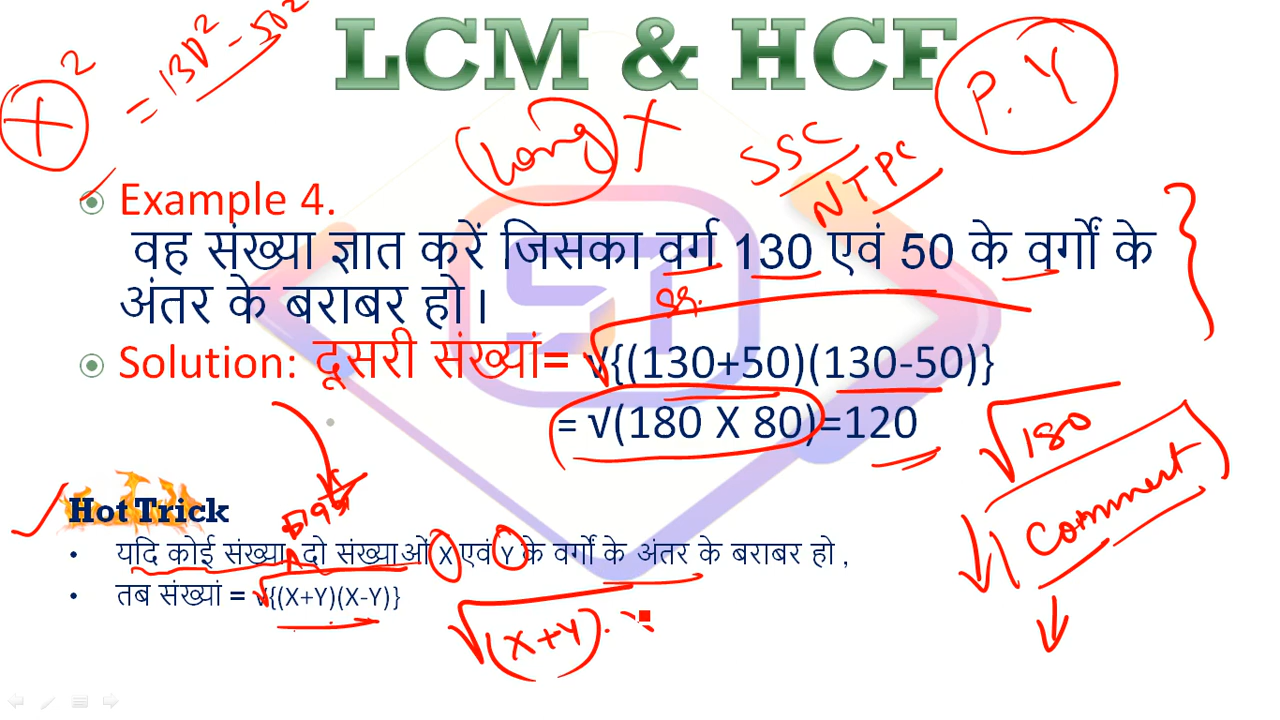 LCM & HCF
+² = 130² - 50²
P.Y
Long X
SSC
NTPC
Example 4.
वह संख्या ज्ञात करें जिसका वर्ग 130 एवं 50 के वर्गों के
अंतर के बराबर हो।
Solution: दूसरी संख्यां= √{(130+50)(130-50)}
= √(180 X 80)=120
√180
Comment
Hot Trick
यदि कोई संख्या, दो संख्याओं X एवं Y के वर्गों के अंतर के बराबर हो ,
तब संख्यां = √{(X+Y)(X-Y)}
√(X+Y).